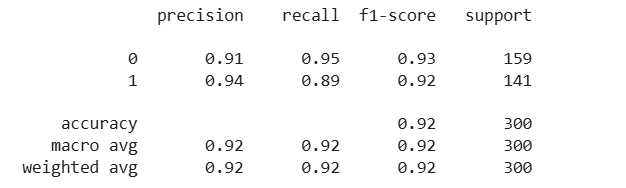 precision recall f1-score support
0 0.91 0.95 0.93 159
1 0.94 0.89 0.92 141
accuracy 0.92 300
macro avg 0.92 0.92 0.92 300
weighted avg 0.92 0.92 0.92 300